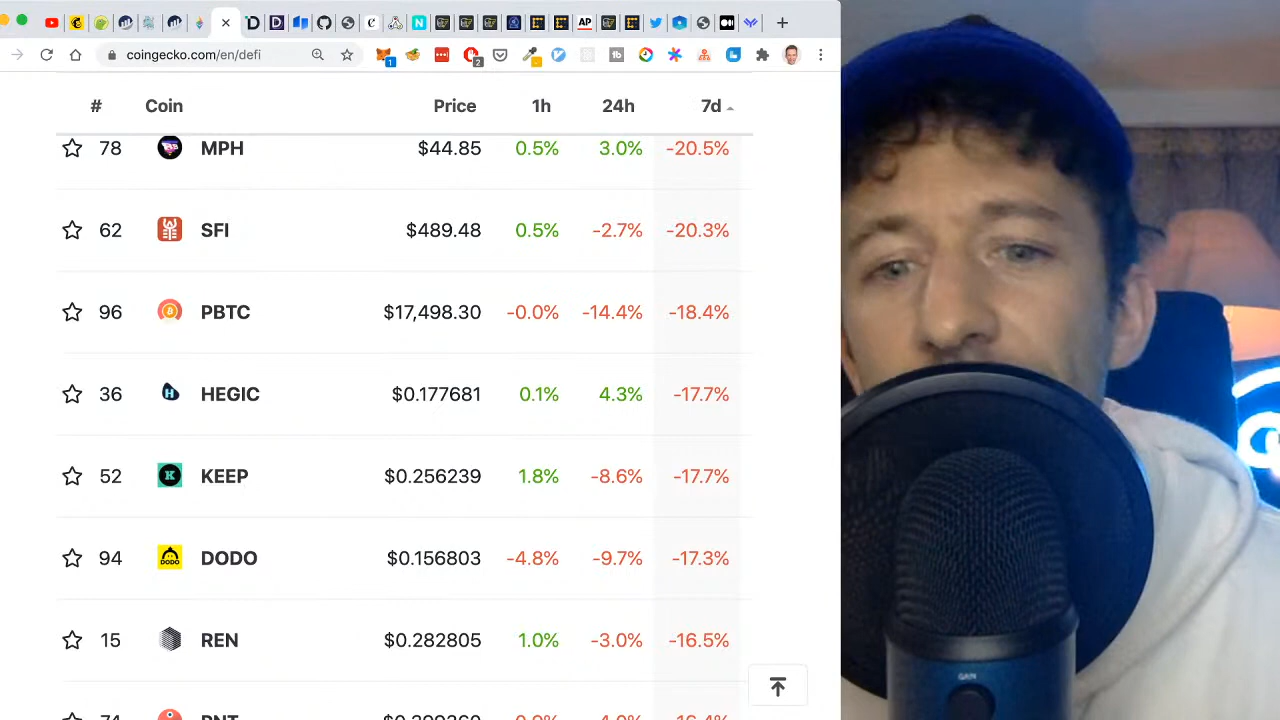 coingecko.com/en/defi
# Coin Price 1h 24h 7d
78 MPH $44.85 0.5% 3.0% -20.5%
62 SFI $489.48 0.5% -2.7% -20.3%
96 PBTC $17,498.30 -0.0% -14.4% -18.4%
36 HEGIC $0.177681 0.1% 4.3% -17.7%
52 KEEP $0.256239 1.8% -8.6% -17.7%
94 DODO $0.156803 -4.8% -9.7% -17.3%
15 REN $0.282805 1.0% -3.0% -16.5%
GAIN